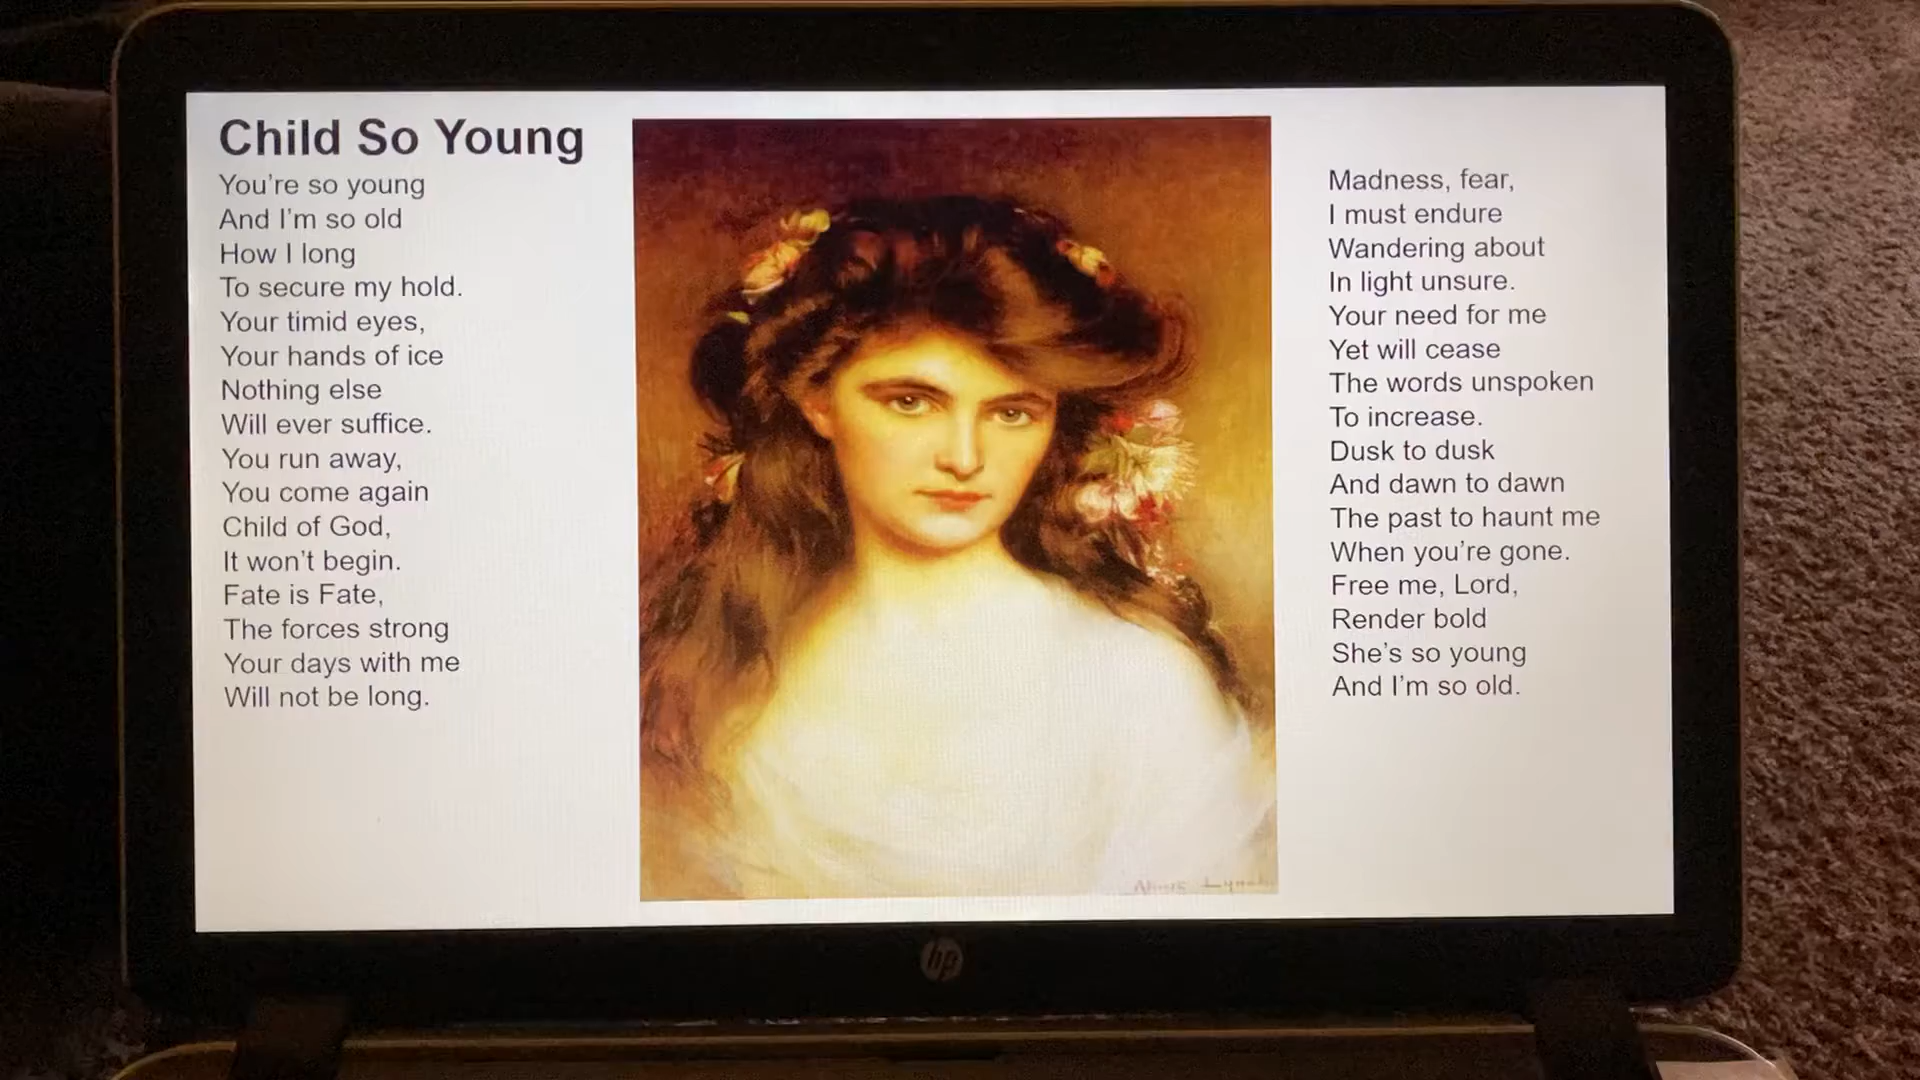 Child So Young
You're so young
And I'm so old
How I long
To secure my hold.
Your timid eyes,
Your hands of ice
Nothing else
Will ever suffice.
You run away,
You come again
Child of God,
It won't begin.
Fate is Fate,
The forces strong
Your days with me
Will not be long.
Madness, fear,
I must endure
Wandering about
In light unsure.
Your need for me
Yet will cease
The words unspoken
To increase.
Dusk to dusk
And dawn to dawn
The past to haunt me
When you're gone.
Free me, Lord,
Render bold
She's so young
And I'm so old.
hp